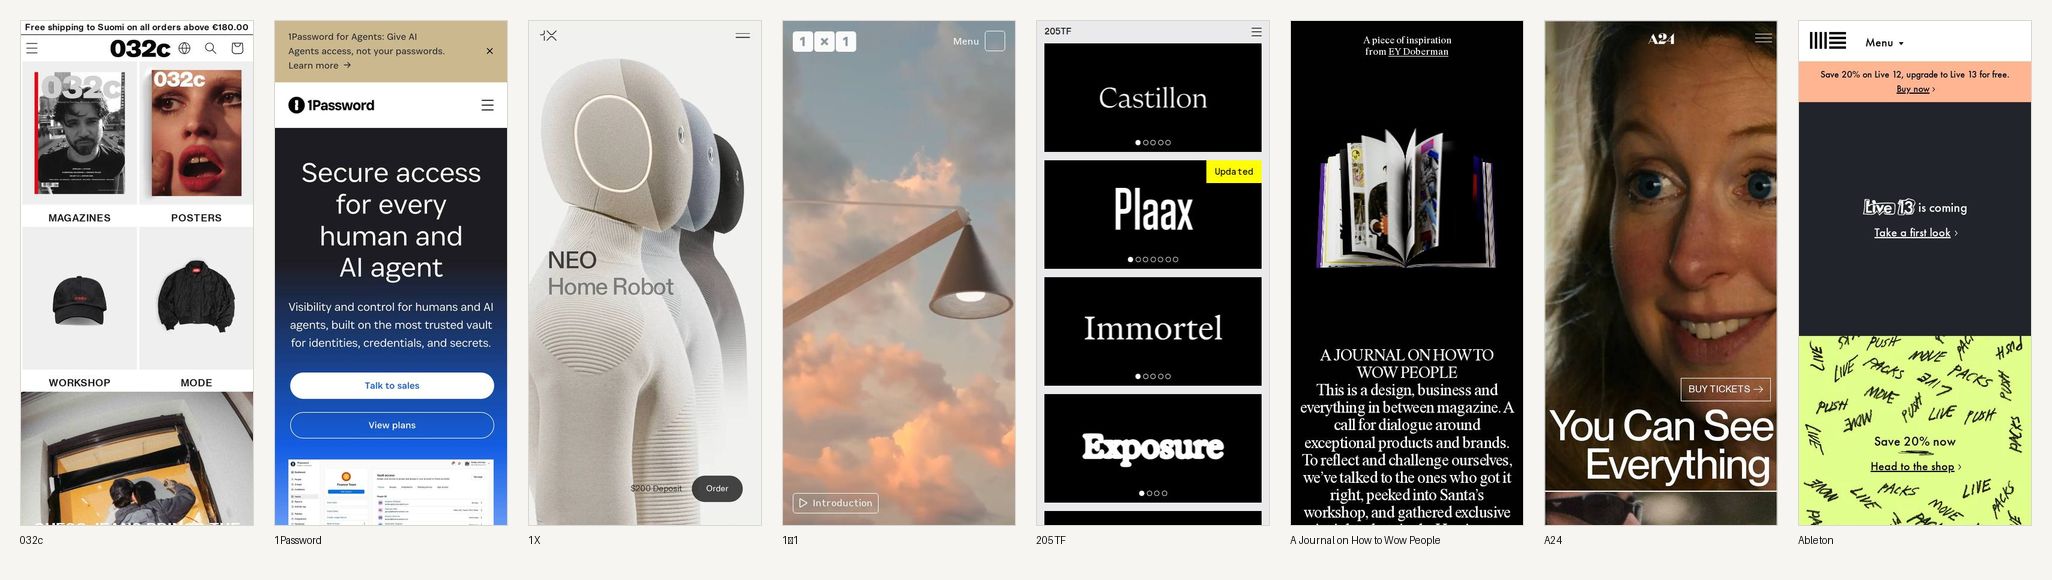 Free shipping to Suomi on all orders above €180.00
032c
032c
032c
MAGAZINES
POSTERS
WORKSHOP
MODE
032c
1Password for Agents: Give AI
Agents access, not your passwords.
Learn more →
1Password
Secure access
for every
human and
AI agent
Visibility and control for humans and AI
agents, built on the most trusted vault
for identities, credentials, and secrets.
Talk to sales
View plans
1Password
1X
NEO
Home Robot
$200 Deposit
Order
1X
1 × 1
Menu
Introduction
205TF
Castillon
Updated
Plaax
Immortel
Exposure
205TF
A piece of inspiration
from EY Doberman
A JOURNAL ON HOW TO
WOW PEOPLE
This is a design, business and
everything in between magazine. A
call for dialogue around
exceptional products and brands.
To reflect and challenge ourselves,
we've talked to the ones who got it
right, peeked into Santa's
workshop, and gathered exclusive
A Journal on How to Wow People
A24
BUY TICKETS →
You Can See
Everything
A24
Menu
Save 20% on Live 12, upgrade to Live 13 for free.
Buy now ›
Live 13 is coming
Take a first look ›
PUSH
MOVE
PACKS
LIVE
Save 20% now
Head to the shop ›
Ableton